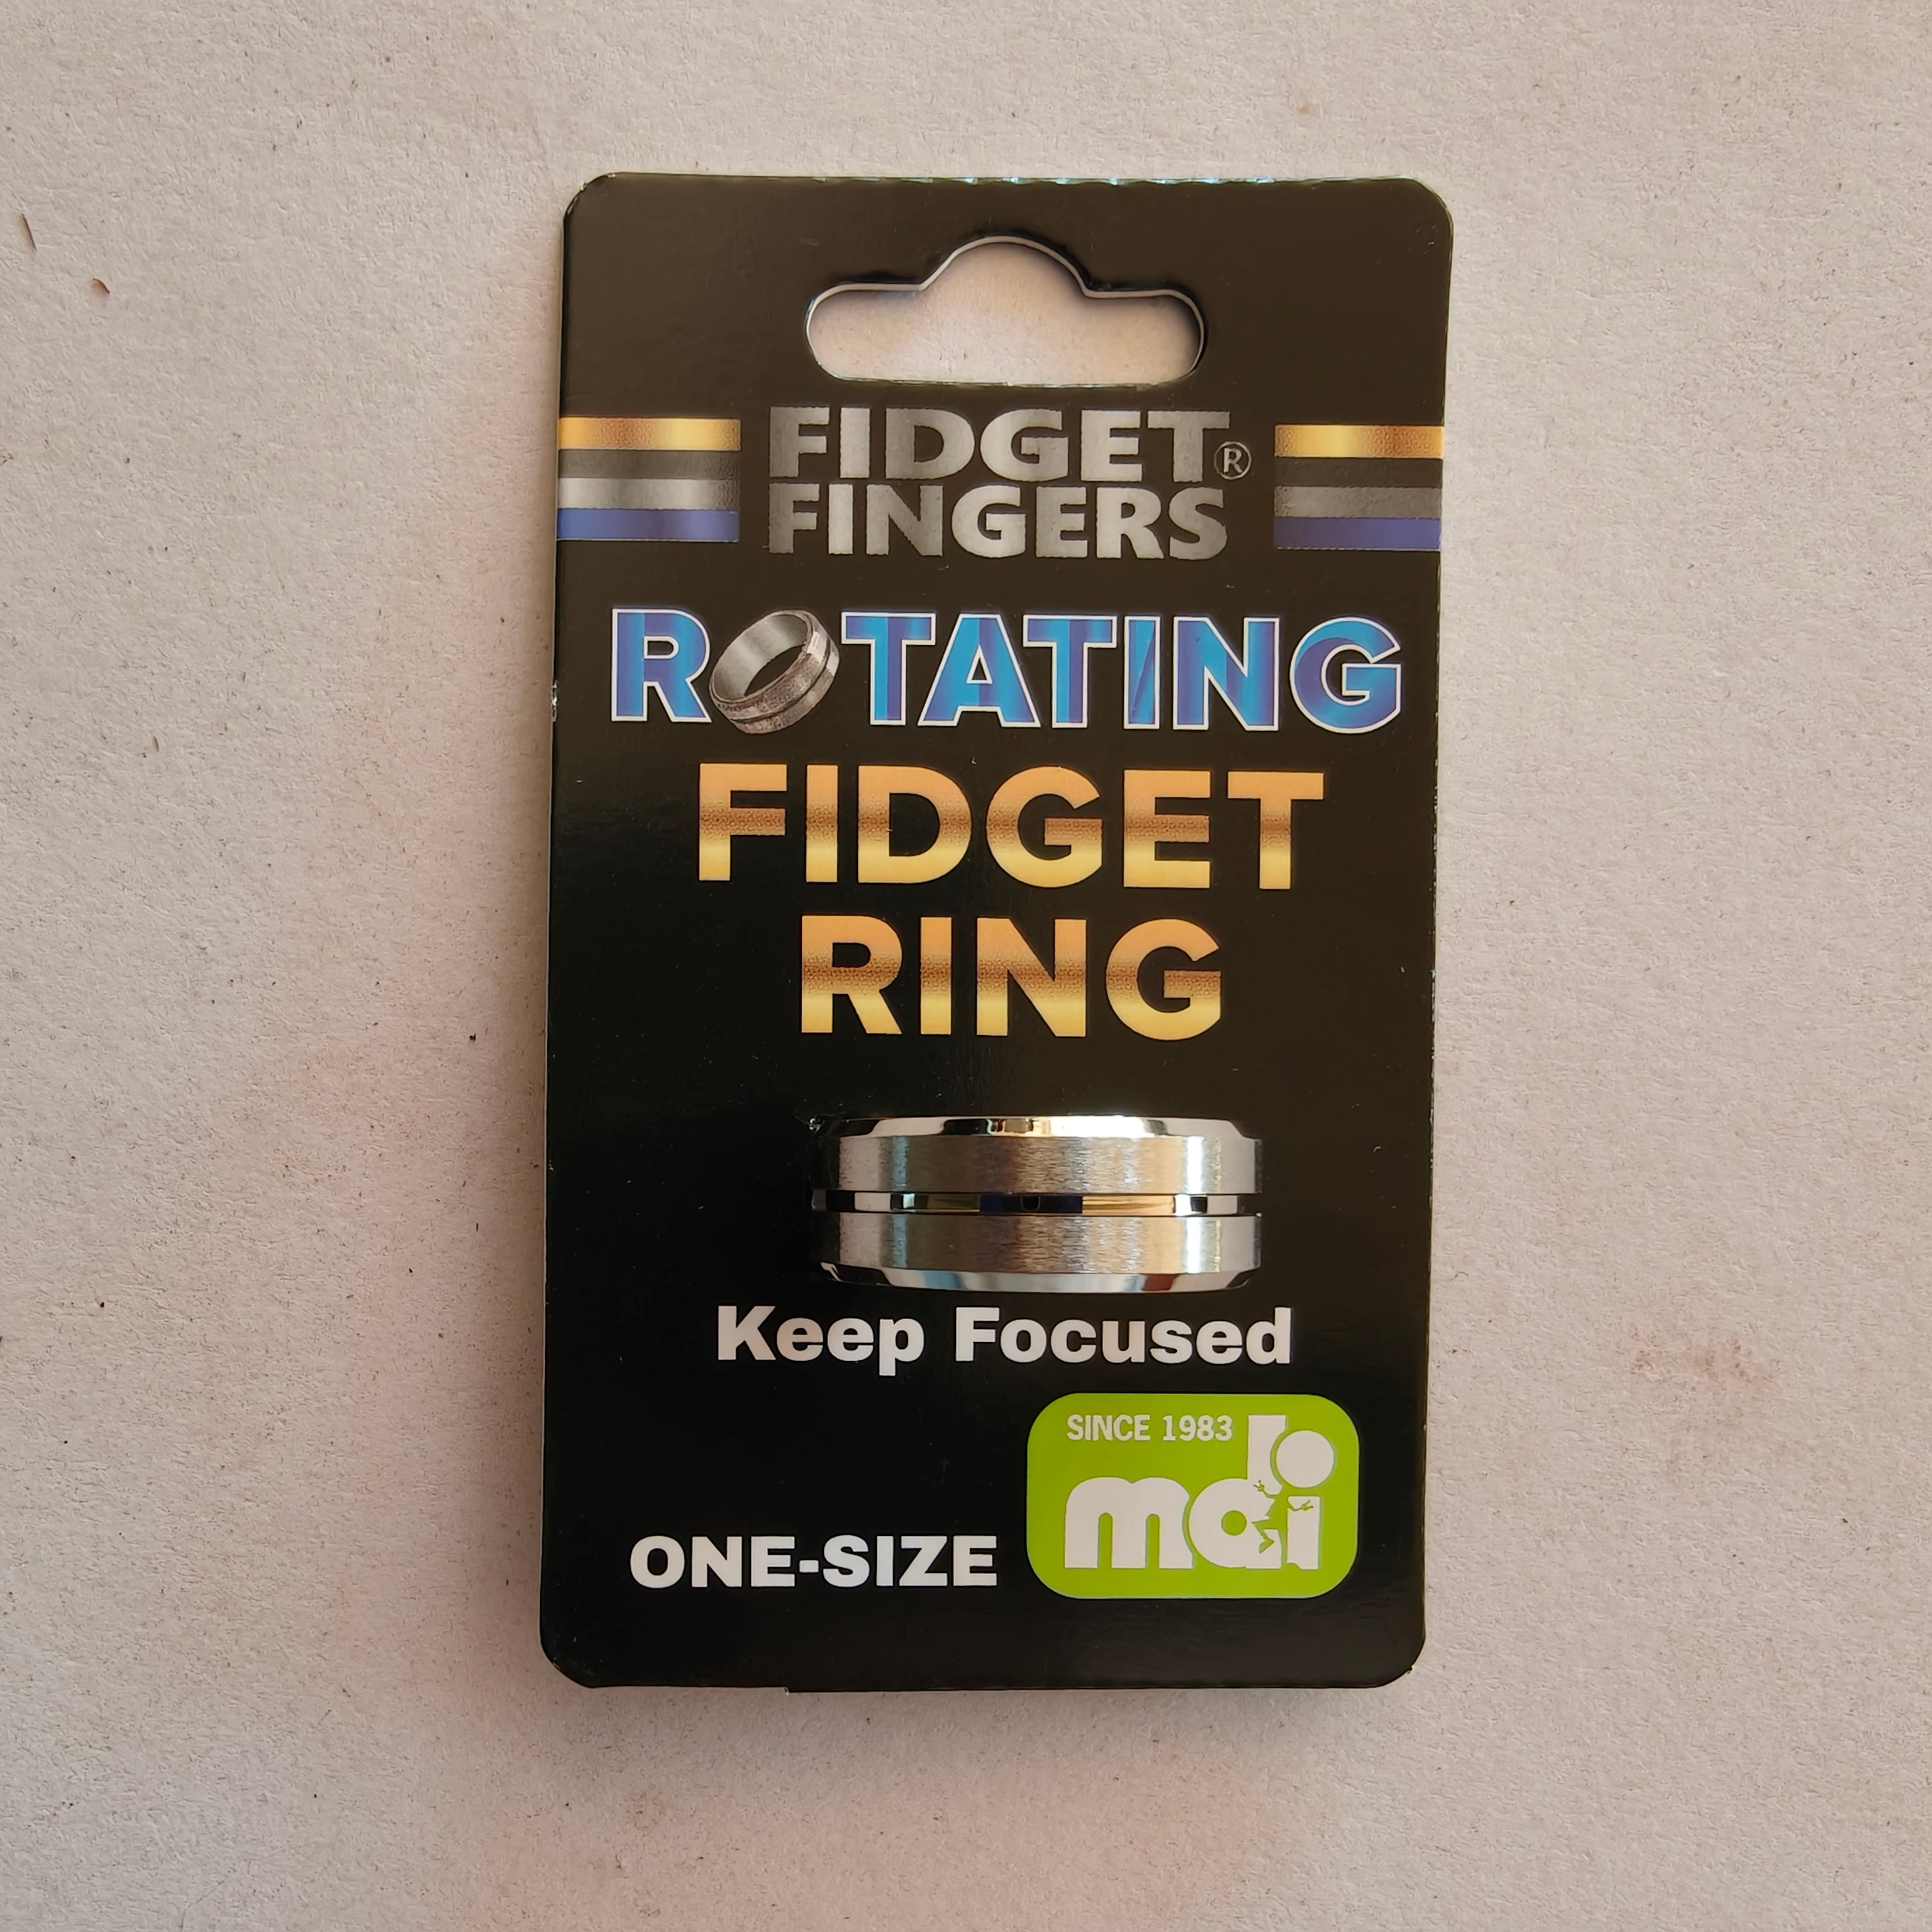 FIDGET®
FINGERS
ROTATING
FIDGET
RING
Keep Focused
SINCE 1983
mdi
ONE-SIZE